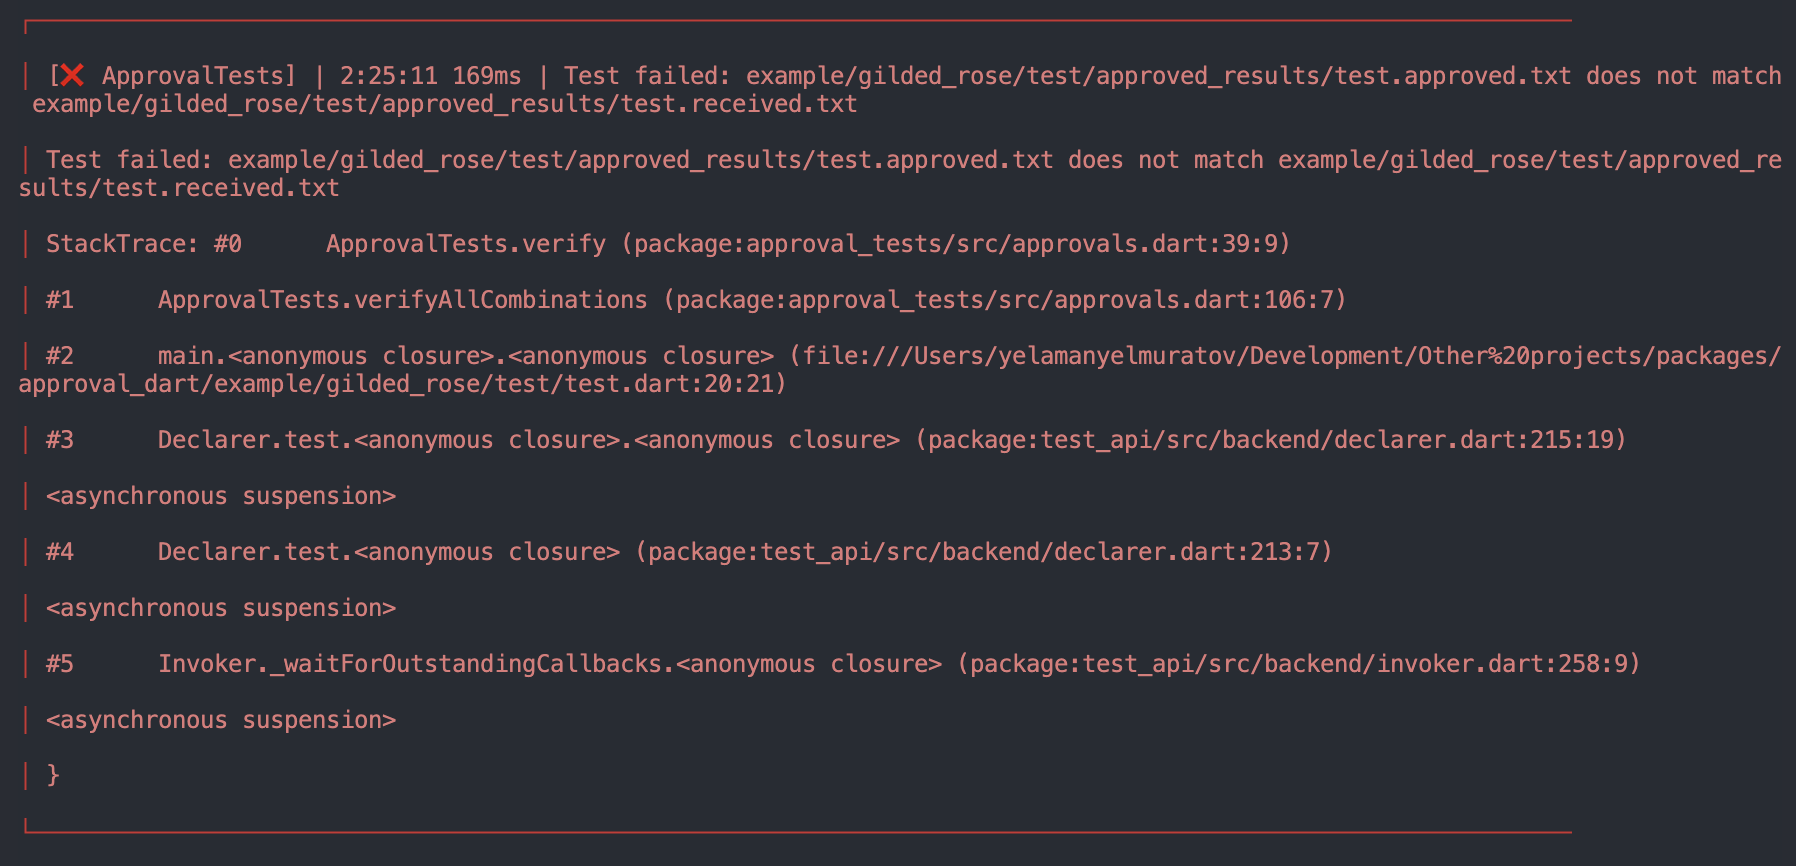 [❌ ApprovalTests] | 2:25:11 169ms | Test failed: example/gilded_rose/test/approved_results/test.approved.txt does not match
example/gilded_rose/test/approved_results/test.received.txt
Test failed: example/gilded_rose/test/approved_results/test.approved.txt does not match example/gilded_rose/test/approved_re
sults/test.received.txt
StackTrace: #0      ApprovalTests.verify (package:approval_tests/src/approvals.dart:39:9)
#1      ApprovalTests.verifyAllCombinations (package:approval_tests/src/approvals.dart:106:7)
#2      main.<anonymous closure>.<anonymous closure> (file:///Users/yelamanyelmuratov/Development/Other%20projects/packages/
approval_dart/example/gilded_rose/test/test.dart:20:21)
#3      Declarer.test.<anonymous closure>.<anonymous closure> (package:test_api/src/backend/declarer.dart:215:19)
<asynchronous suspension>
#4      Declarer.test.<anonymous closure> (package:test_api/src/backend/declarer.dart:213:7)
<asynchronous suspension>
#5      Invoker._waitForOutstandingCallbacks.<anonymous closure> (package:test_api/src/backend/invoker.dart:258:9)
<asynchronous suspension>
}